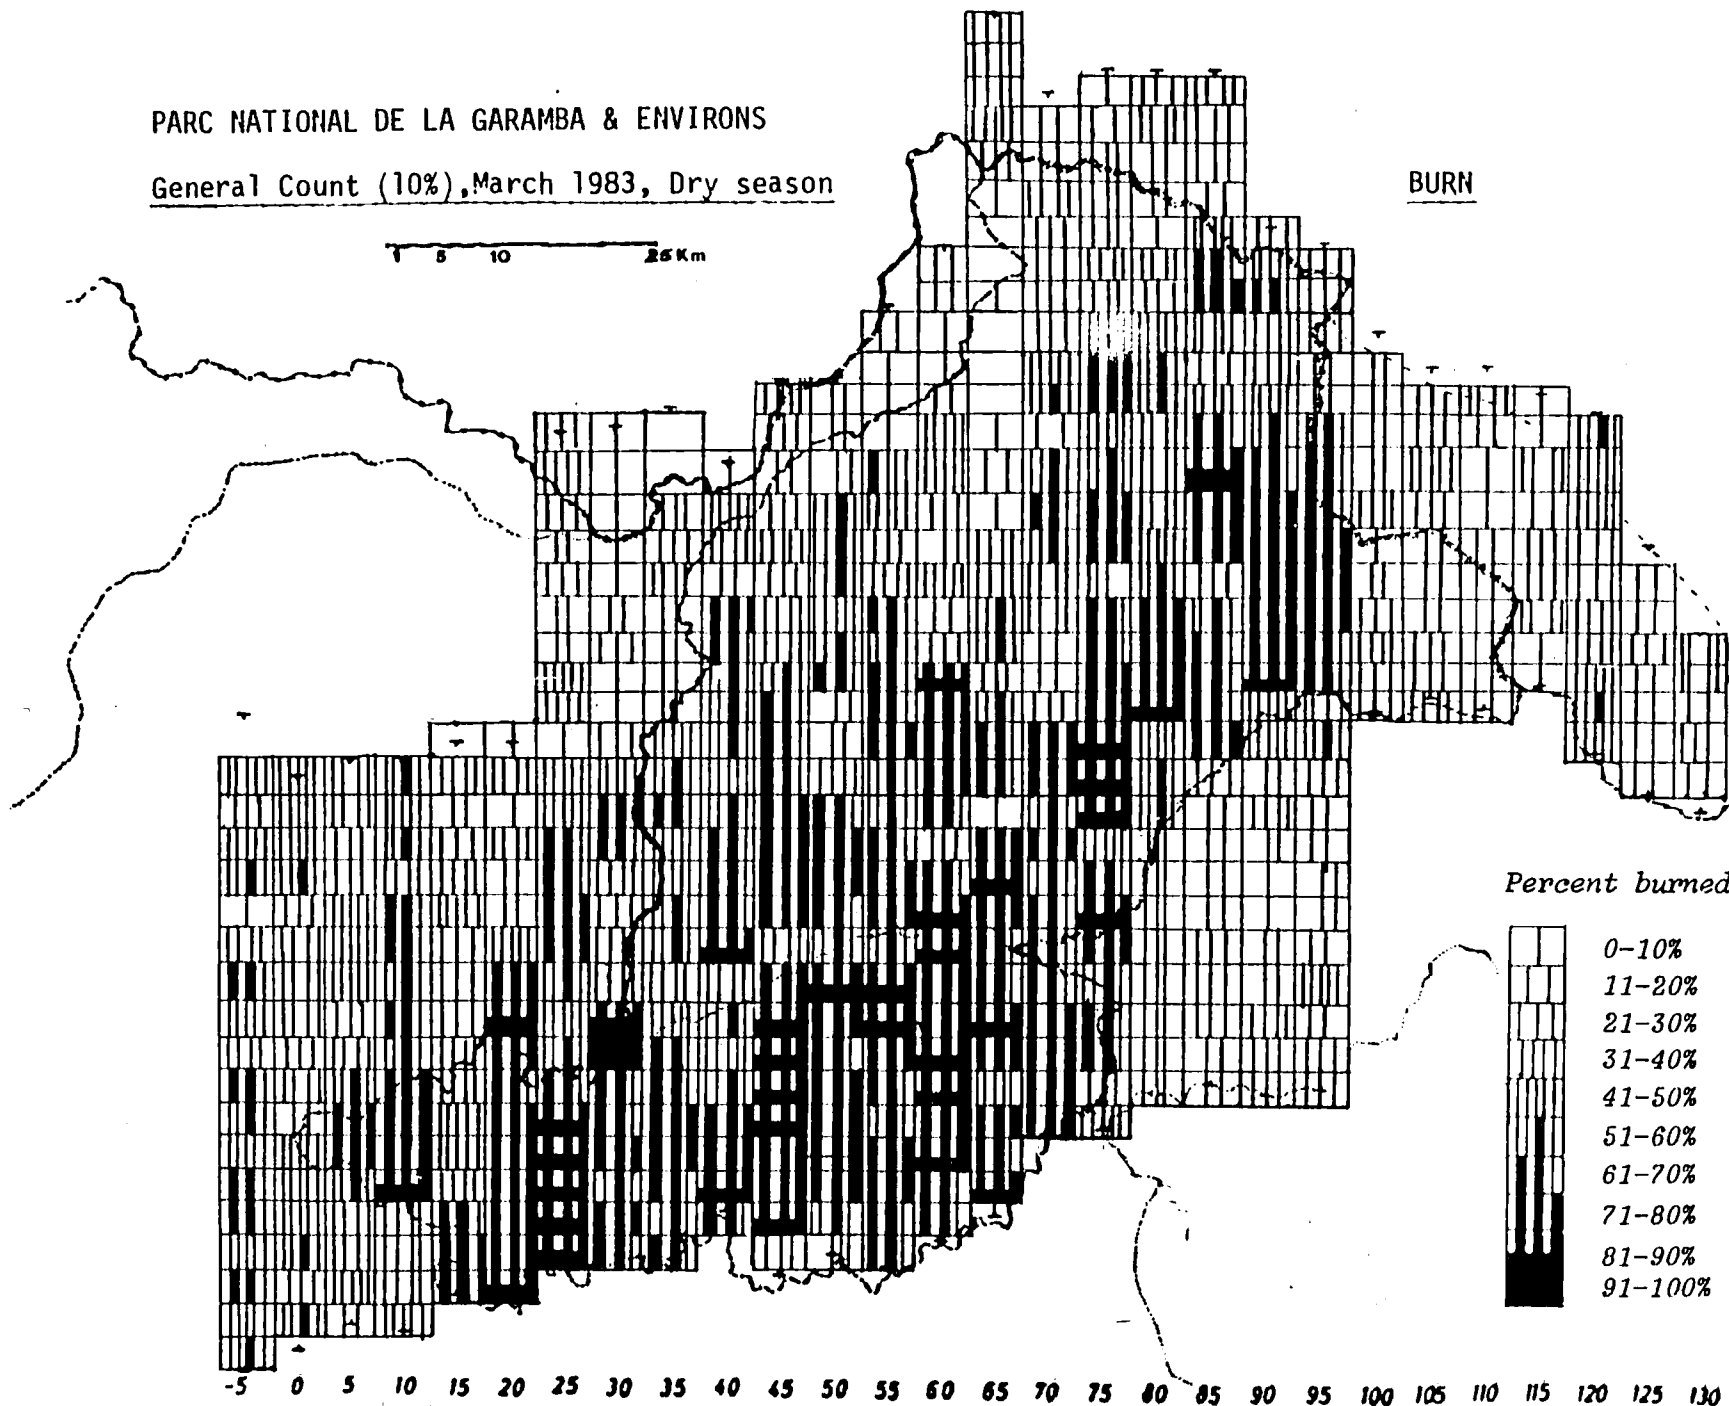 PARC NATIONAL DE LA GARAMBA & ENVIRONS
General Count (10%),March 1983, Dry season
BURN
1 5 10 25 Km
Percent burned
0-10%
11-20%
21-30%
31-40%
41-50%
51-60%
61-70%
71-80%
81-90%
91-100%
-5 0 5 10 15 20 25 30 35 40 45 50 55 60 65 70 75 80 85 90 95 100 105 110 115 120 125 130